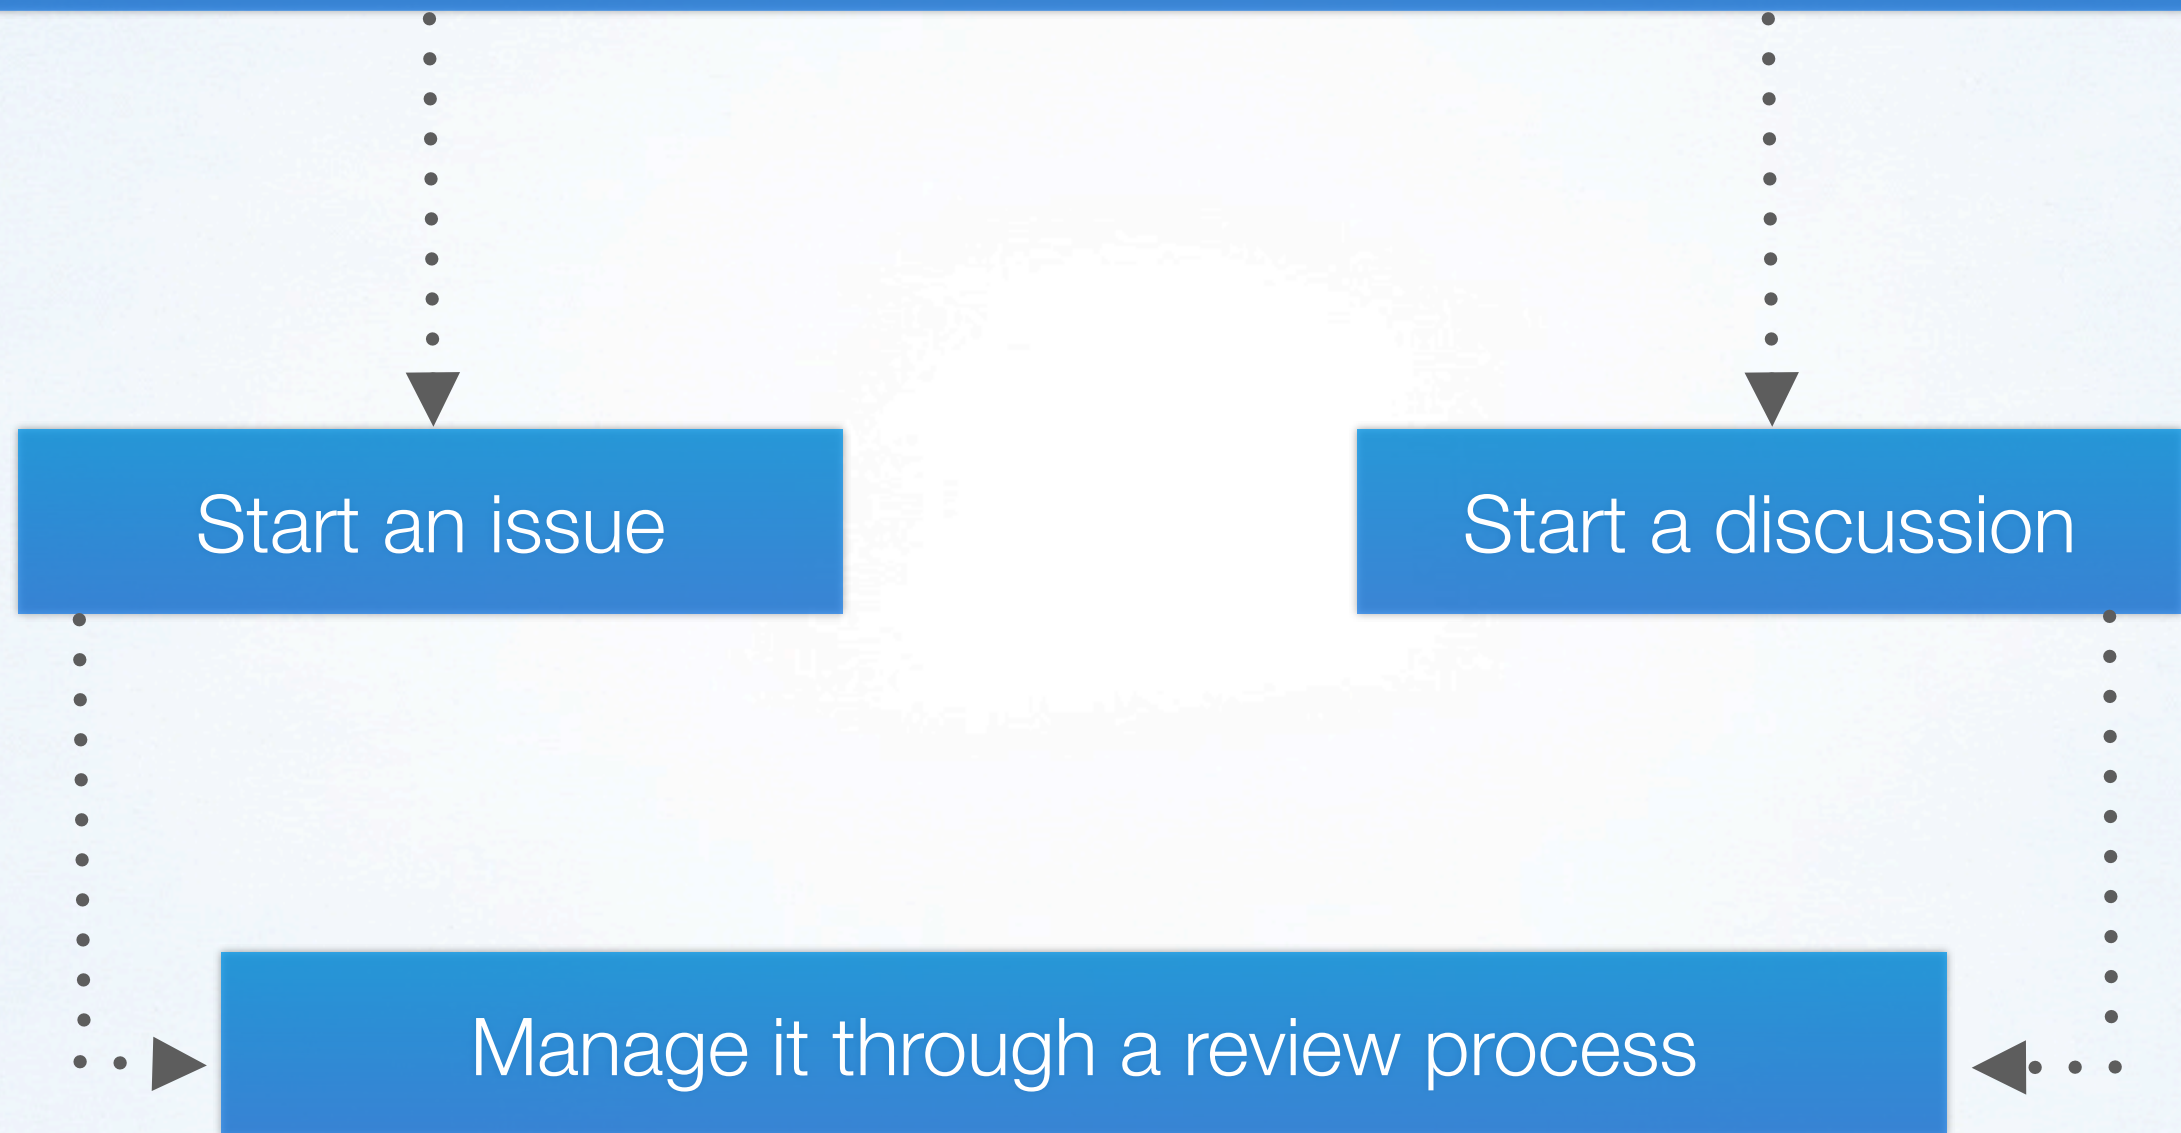 Start an issue
Start a discussion
Manage it through a review process